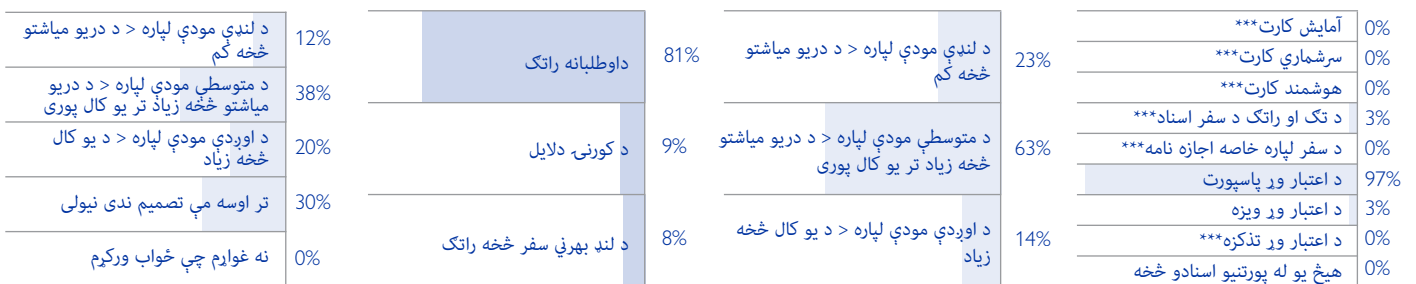 0% آمایش کارت***
0% سرشماري کارت***
0% هوشمند کارت***
3% د تګ او راتګ د سفر اسناد***
0% د سفر لپاره خاصه اجازه نامه***
97% د اعتبار وړ پاسپورت
3% د اعتبار وړ ویزه
0% د اعتبار وړ تذکزه***
0% هیڅ یو له پورتنیو اسنادو څخه
23% د لنډې مودې لپاره < د دریو میاشتو
څخه کم
63% د متوسطې مودې لپاره < د دریو میاشتو
څخه زیاد تر یو کال پوری
14% د اوږدې مودې لپاره < د یو کال څخه
زیاد
81% داوطلبانه راتګ
9% د کورنۍ دلایل
8% د لنډ بهرني سفر څخه راتګ
12% د لنډې مودې لپاره < د دریو میاشتو
څخه کم
38% د متوسطې مودې لپاره < د دریو
میاشتو څخه زیاد تر یو کال پوری
20% د اوږدې مودې لپاره < د یو کال
څخه زیاد
30% تر اوسه مې تصمیم ندی نیولی
0% نه غواړم چې ځواب ورکړم